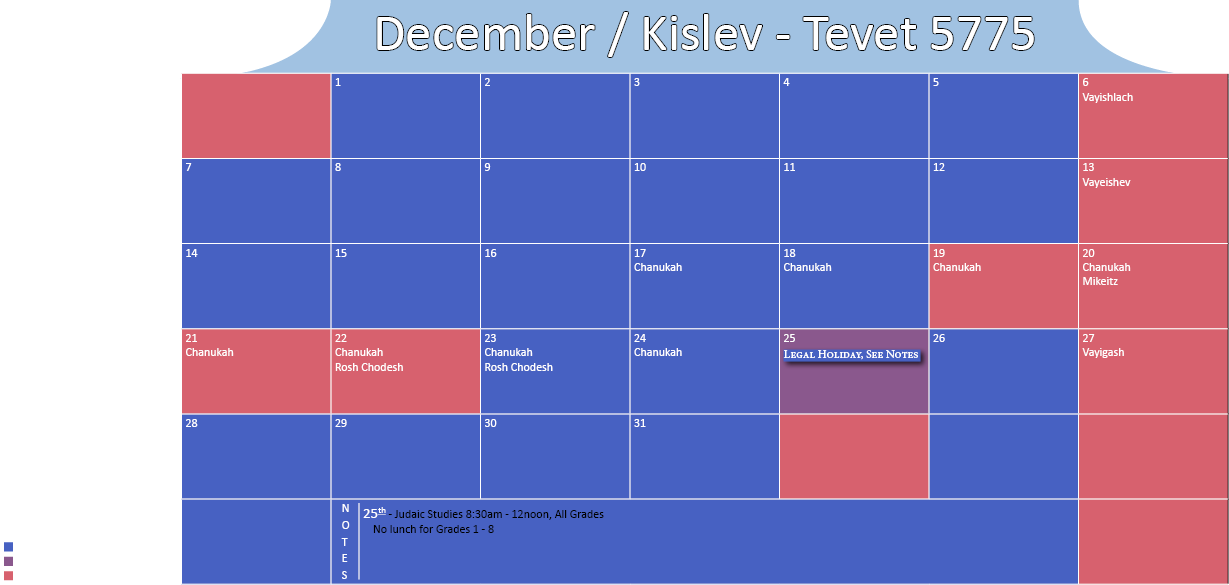 December / Kislev - Tevet 5775
1
2
3
4
5
6
Vayishlach
7
8
9
10
11
12
13
Vayeishev
14
15
16
17
Chanukah
18
Chanukah
19
Chanukah
20
Chanukah
Mikeitz
21
Chanukah
22
Chanukah
Rosh Chodesh
23
Chanukah
Rosh Chodesh
24
Chanukah
25
Legal Holiday, See Notes
26
27
Vayigash
28
29
30
31
NOTES
25th - Judaic Studies 8:30am - 12noon, All Grades
No lunch for Grades 1 - 8